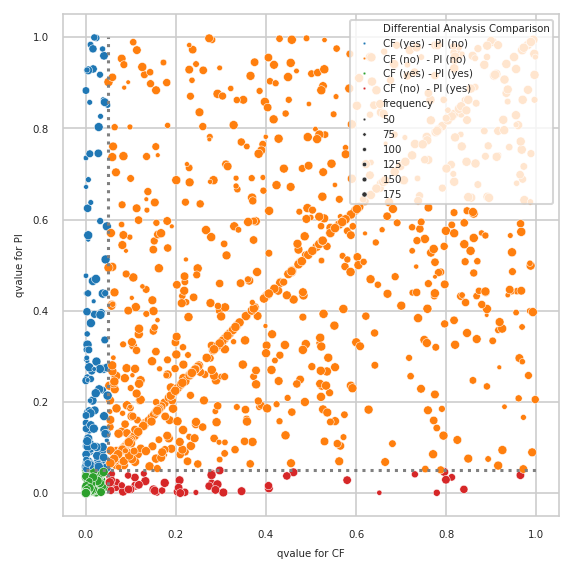 Differential Analysis Comparison
CF (yes) - PI (no)
CF (no) - PI (no)
CF (yes) - PI (yes)
CF (no) - PI (yes)
frequency
50
75
100
125
150
175
1.0
0.8
0.6
0.4
0.2
0.0
qvalue for PI
0.0 0.2 0.4 0.6 0.8 1.0
qvalue for CF